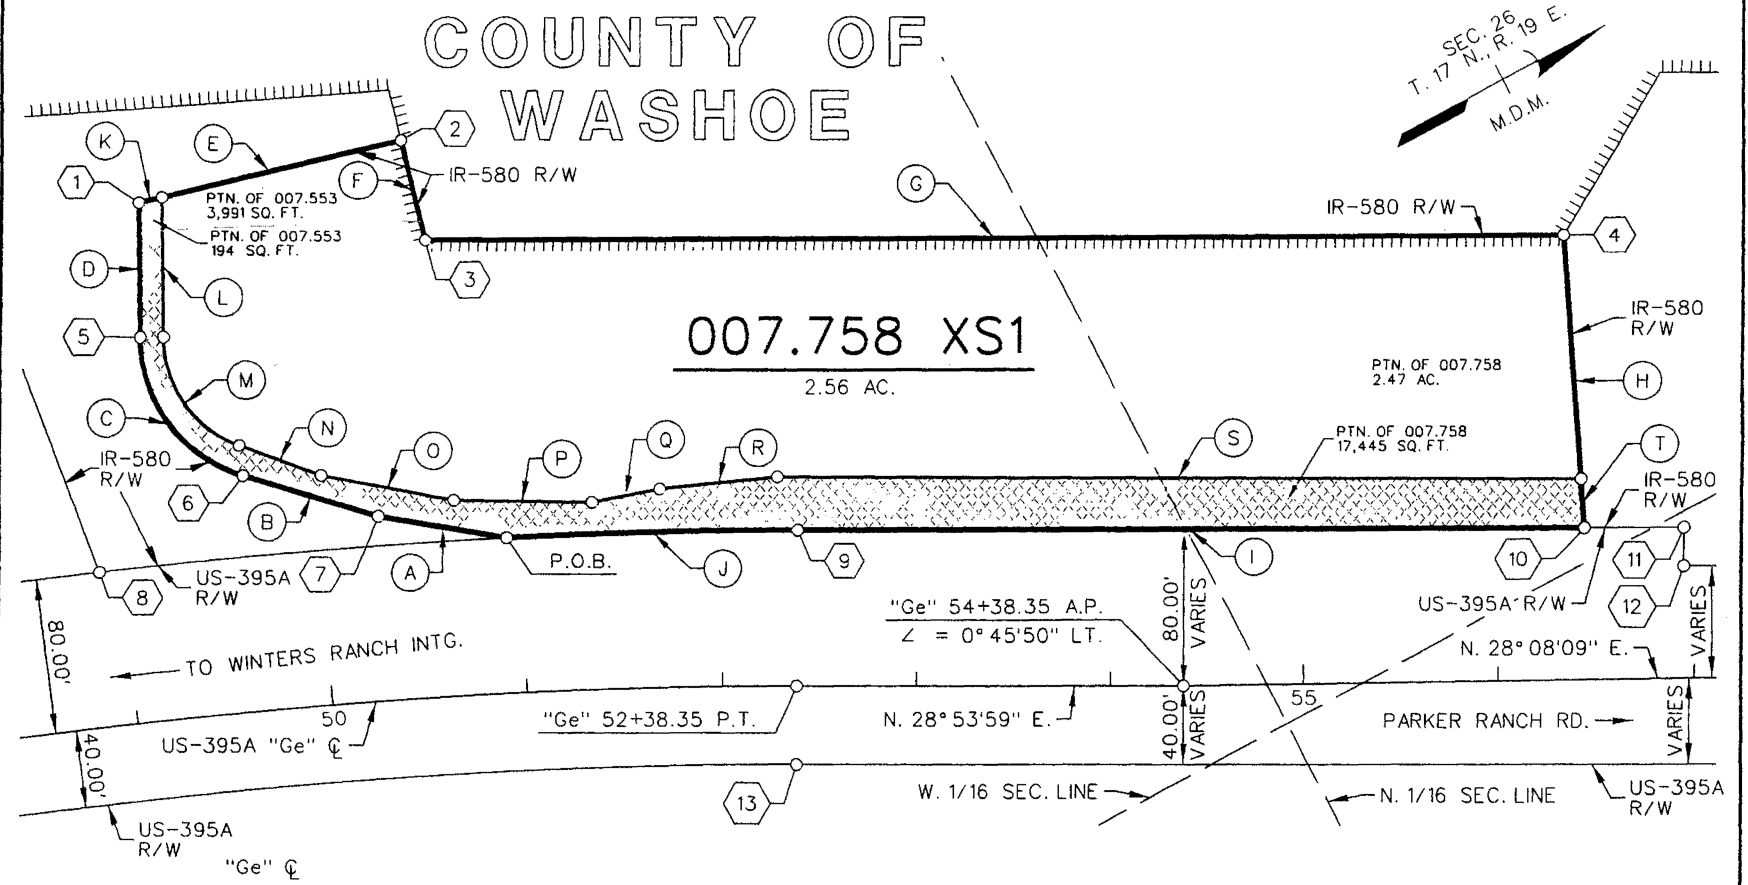 COUNTY OF
WASHOE
SEC. 26
T. 17 N., R. 19 E.
M.D.M.
K
E
2
1
F
IR-580 R/W
G
IR-580 R/W
4
PTN. OF 007.553
3,991 SQ. FT.
PTN. OF 007.553
194 SQ. FT.
D
L
3
5
IR-580
R/W
007.758 XS1
2.56 AC.
PTN. OF 007.758
2.47 AC.
H
M
C
N
O
P
Q
R
S
PTN. OF 007.758
17,445 SQ. FT.
T
IR-580
R/W
IR-580
R/W
6
B
7
A
P.O.B.
J
9
I
10
11
8
US-395A
R/W
80.00'
VARIES
"Ge" 54+38.35 A.P.
∠ = 0°45'50" LT.
US-395A R/W
12
VARIES
80.00'
TO WINTERS RANCH INTG.
N. 28°08'09" E.
50
55
US-395A "Ge" ℄
"Ge" 52+38.35 P.T.
N. 28°53'59" E.
40.00'
VARIES
PARKER RANCH RD.
VARIES
40.00'
13
W. 1/16 SEC. LINE
N. 1/16 SEC. LINE
US-395A
R/W
US-395A
R/W
"Ge" ℄